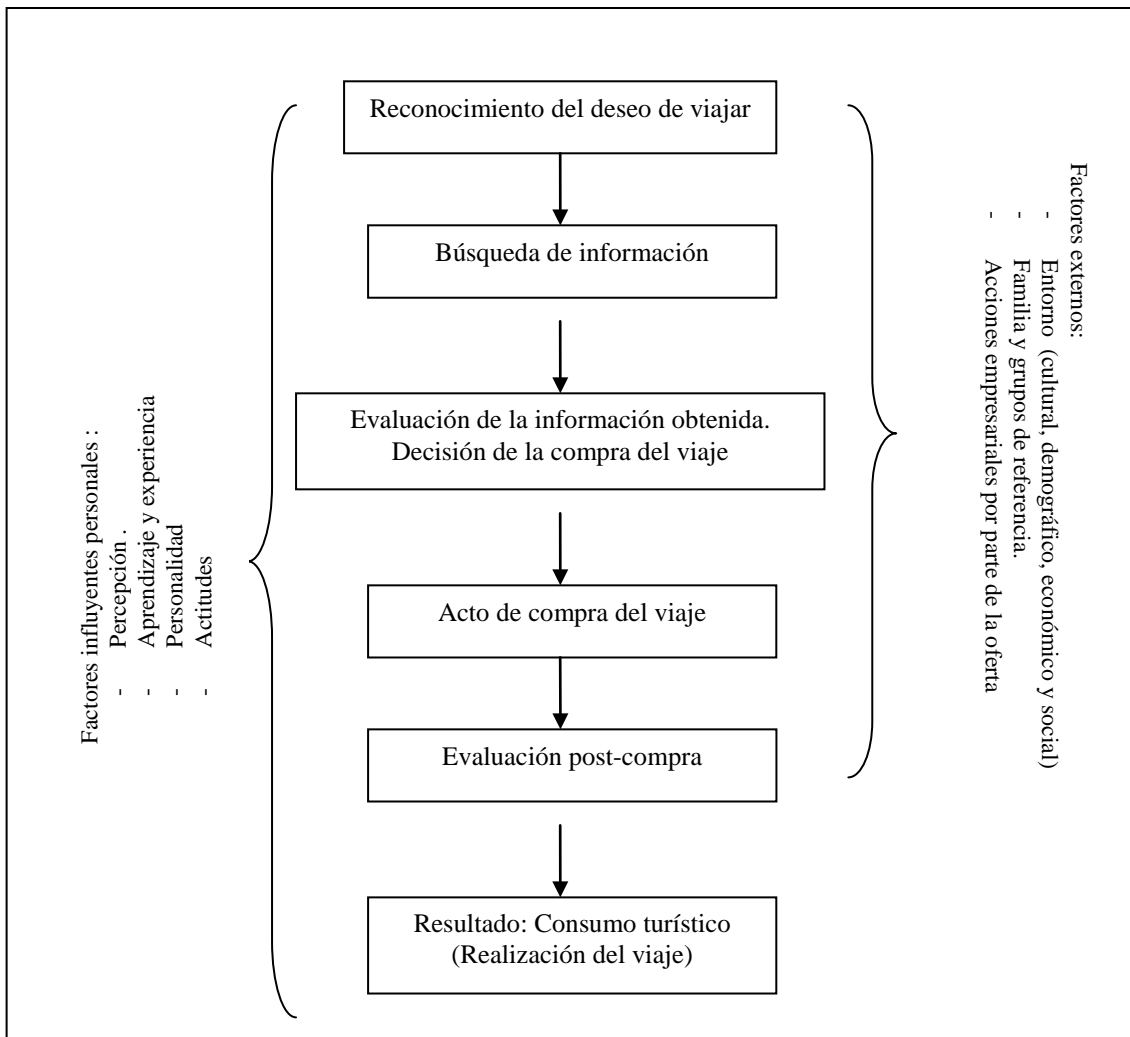 Reconocimiento del deseo de viajar
Búsqueda de información
Evaluación de la información obtenida.
Decisión de la compra del viaje
Acto de compra del viaje
Evaluación post-compra
Resultado: Consumo turístico
(Realización del viaje)
Factores influyentes personales :
- Percepción .
- Aprendizaje y experiencia
- Personalidad
- Actitudes
Factores externos:
- Entorno (cultural, demográfico, económico y social)
- Familia y grupos de referencia.
- Acciones empresariales por parte de la oferta